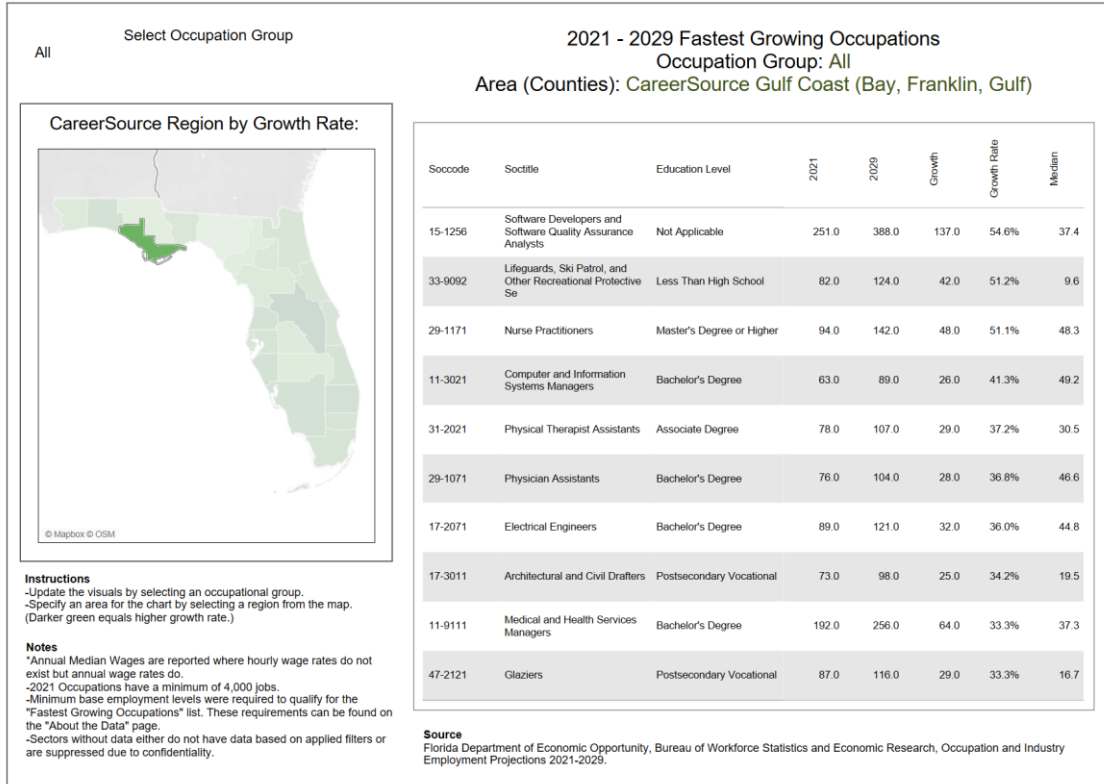 Select Occupation Group
All
2021 - 2029 Fastest Growing Occupations
Occupation Group: All
Area (Counties): CareerSource Gulf Coast (Bay, Franklin, Gulf)
CareerSource Region by Growth Rate:
© Mapbox © OSM
Instructions
-Update the visuals by selecting an occupational group.
-Specify an area for the chart by selecting a region from the map.
(Darker green equals higher growth rate.)
Notes
*Annual Median Wages are reported where hourly wage rates do not
exist but annual wage rates do.
-2021 Occupations have a minimum of 4,000 jobs.
-Minimum base employment levels were required to qualify for the
"Fastest Growing Occupations" list. These requirements can be found on
the "About the Data" page.
-Sectors without data either do not have data based on applied filters or
are suppressed due to confidentiality.
Soccode Soctitle Education Level 2021 2029 Growth Growth Rate Median
15-1256 Software Developers and
Software Quality Assurance
Analysts Not Applicable 251.0 388.0 137.0 54.6% 37.4
33-9092 Lifeguards, Ski Patrol, and
Other Recreational Protective
Se Less Than High School 82.0 124.0 42.0 51.2% 9.6
29-1171 Nurse Practitioners Master's Degree or Higher 94.0 142.0 48.0 51.1% 48.3
11-3021 Computer and Information
Systems Managers Bachelor's Degree 63.0 89.0 26.0 41.3% 49.2
31-2021 Physical Therapist Assistants Associate Degree 78.0 107.0 29.0 37.2% 30.5
29-1071 Physician Assistants Bachelor's Degree 76.0 104.0 28.0 36.8% 46.6
17-2071 Electrical Engineers Bachelor's Degree 89.0 121.0 32.0 36.0% 44.8
17-3011 Architectural and Civil Drafters Postsecondary Vocational 73.0 98.0 25.0 34.2% 19.5
11-9111 Medical and Health Services
Managers Bachelor's Degree 192.0 256.0 64.0 33.3% 37.3
47-2121 Glaziers Postsecondary Vocational 87.0 116.0 29.0 33.3% 16.7
Source
Florida Department of Economic Opportunity, Bureau of Workforce Statistics and Economic Research, Occupation and Industry
Employment Projections 2021-2029.